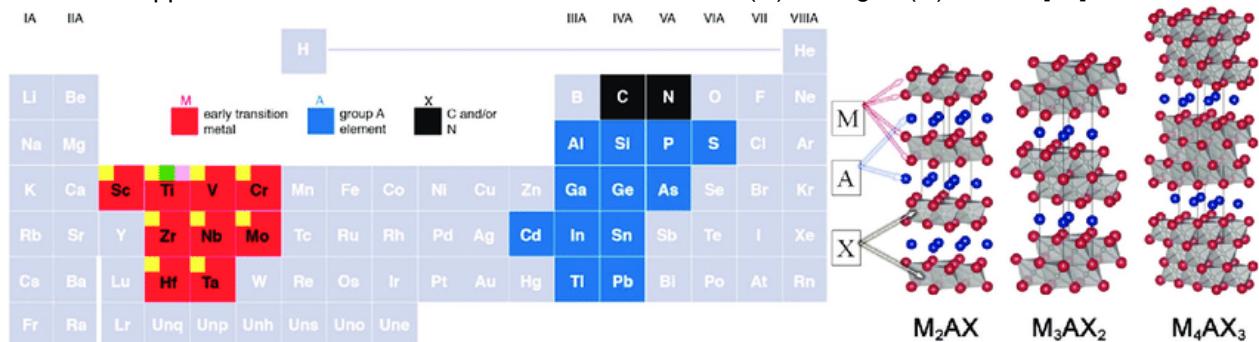 IA IIA IIIA IVA VA VIA VII VIIIA
H He
Li Be B C N O F Ne
Na Mg Al Si P S Cl Ar
K Ca Sc Ti V Cr Mn Fe Co Ni Cu Zn Ga Ge As Se Br Kr
Rb Sr Y Zr Nb Mo Tc Ru Rh Pd Ag Cd In Sn Sb Te I Xe
Cs Ba Lu Hf Ta W Re Os Ir Pt Au Hg Tl Pb Bi Po At Rn
Fr Ra Lr Unq Unp Unh Uns Uno Une
M
early transition
metal
A
group A
element
X
C and/or
N
M
A
X
M₂AX M₃AX₂ M₄AX₃